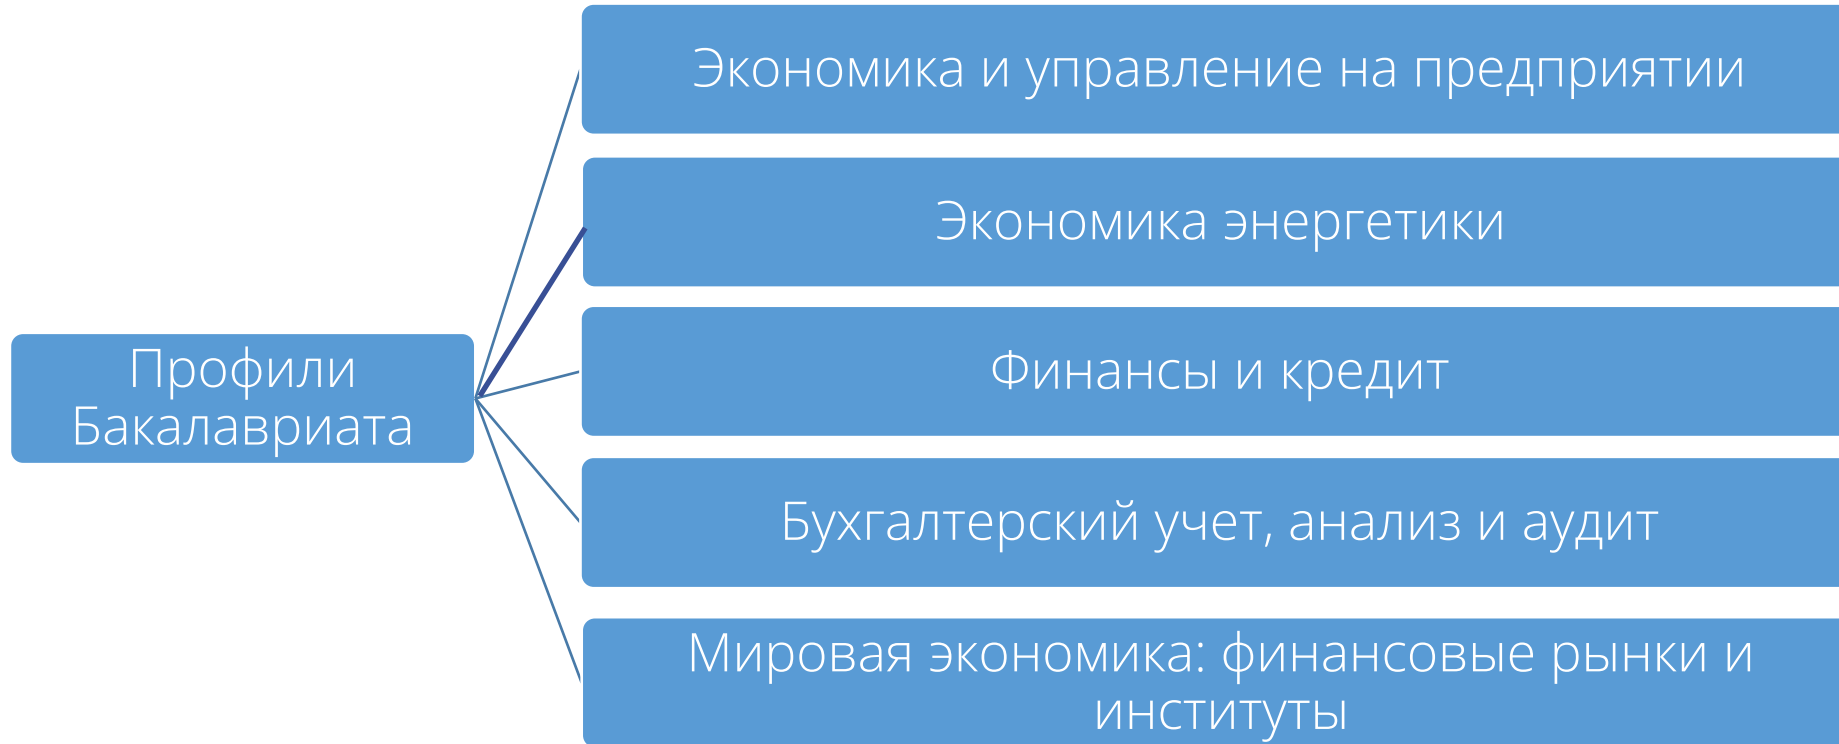 Экономика и управление на предприятии
Экономика энергетики
Профили
Бакалавриата
Финансы и кредит
Бухгалтерский учет, анализ и аудит
Мировая экономика: финансовые рынки и
институты